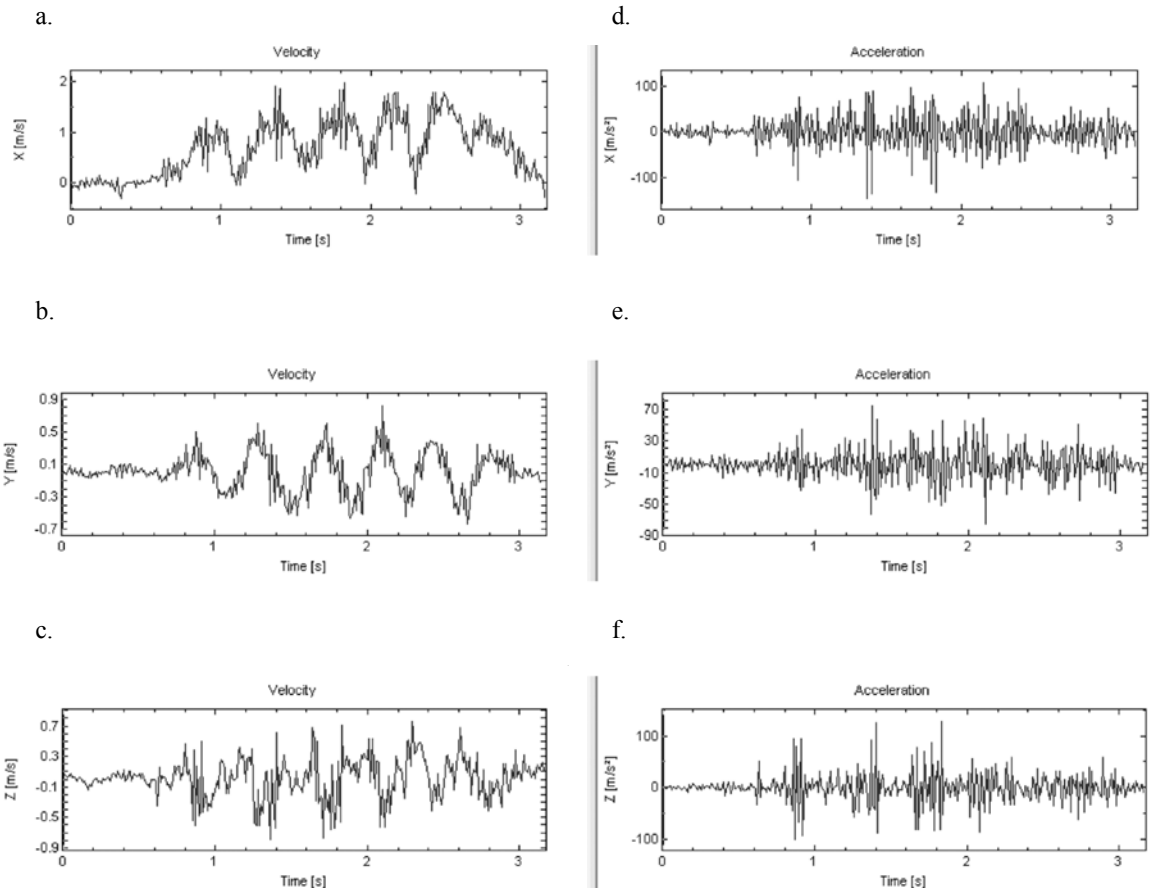 a.
d.
Velocity
Acceleration
2
1
0
X [m/s]
0 1 2 3
Time [s]
100
0
-100
X [m/s²]
0 1 2 3
Time [s]
b.
e.
Velocity
Acceleration
0.9
0.5
0.1
-0.3
-0.7
Y [m/s]
0 1 2 3
Time [s]
70
30
-10
-50
-90
Y [m/s²]
0 1 2 3
Time [s]
c.
f.
Velocity
Acceleration
0.7
0.3
-0.1
-0.5
-0.9
Z [m/s]
0 1 2 3
Time [s]
100
0
-100
Z [m/s²]
0 1 2 3
Time [s]